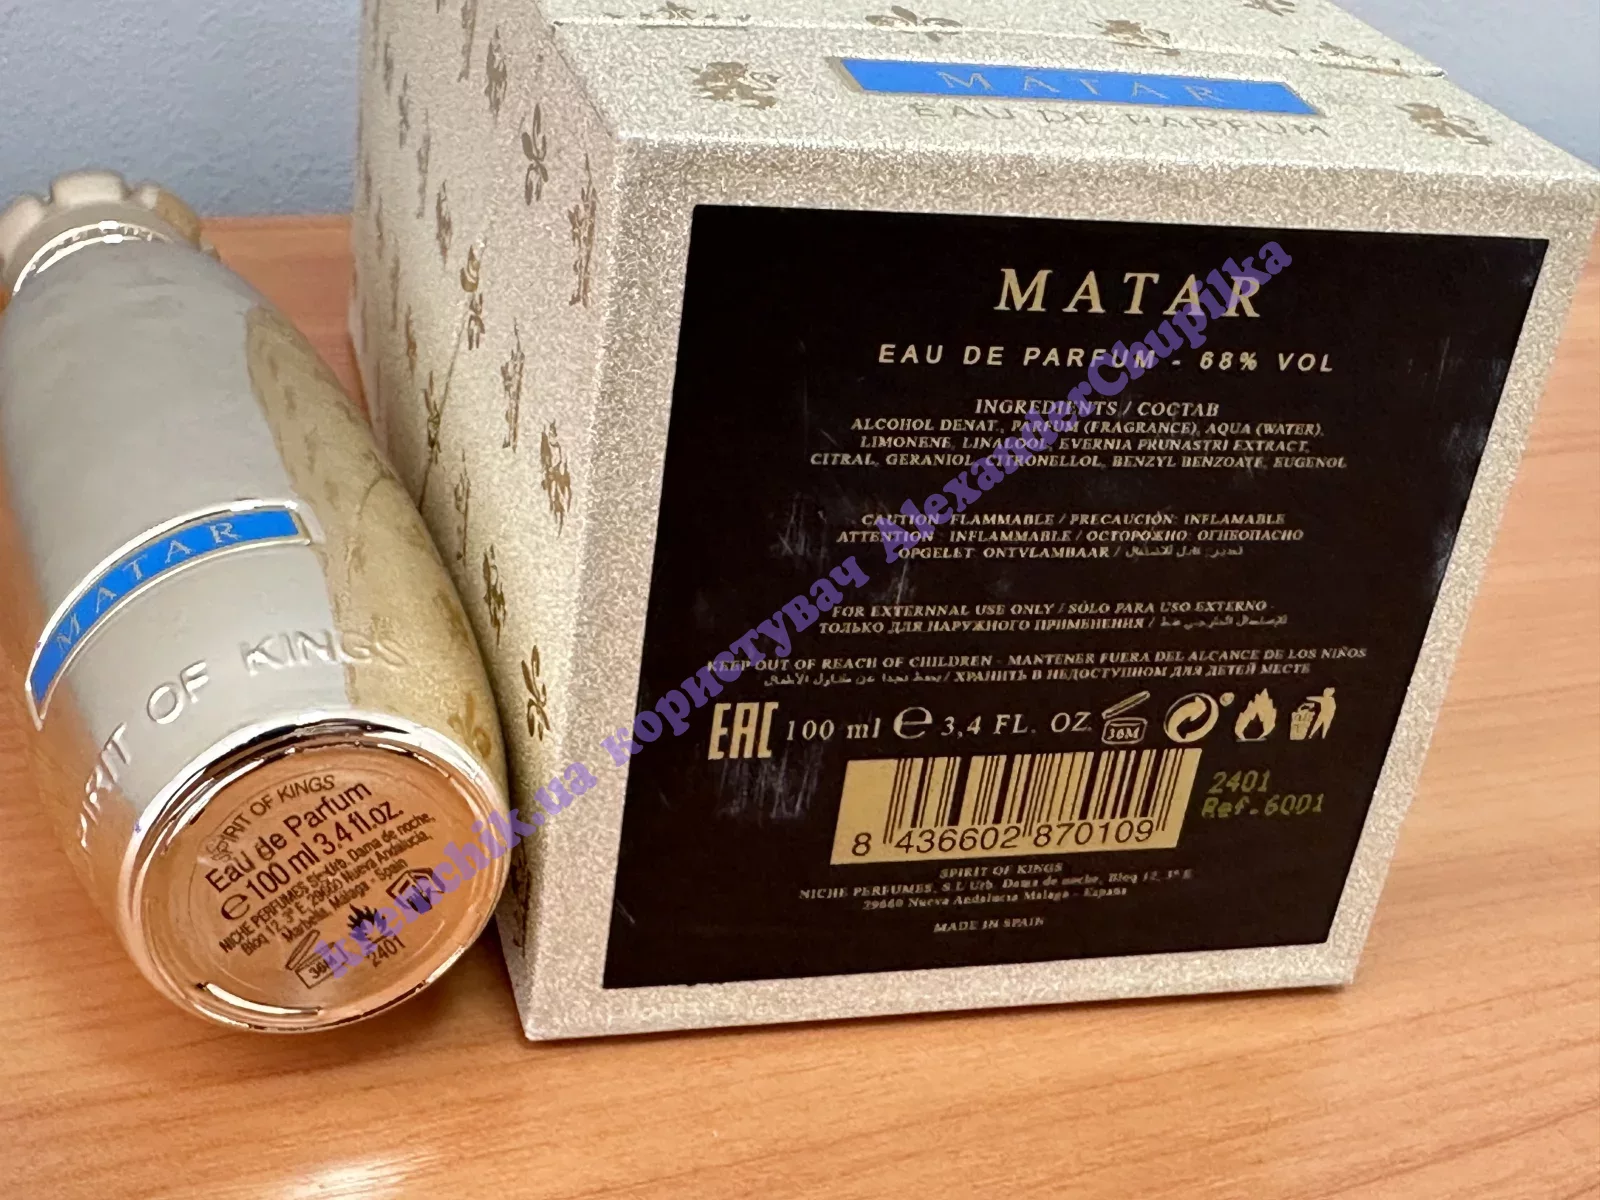 MATAR
EAU DE PARFUM
MATAR
EAU DE PARFUM - 68% VOL
INGREDIENTS / СОСТАВ
ALCOHOL DENAT., PARFUM (FRAGRANCE), AQUA (WATER),
LIMONENE, LINALOOL, EVERNIA PRUNASTRI EXTRACT,
CITRAL, GERANIOL, CITRONELLOL, BENZYL BENZOATE, EUGENOL
CAUTION: FLAMMABLE / PRECAUCIÓN: INFLAMABLE
ATTENTION: INFLAMMABLE / ОСТОРОЖНО: ОГНЕОПАСНО
OPGELET: ONTVLAMBAAR /
FOR EXTERNNAL USE ONLY / SÓLO PARA USO EXTERNO -
ТОЛЬКО ДЛЯ НАРУЖНОГО ПРИМЕНЕНИЯ /
KEEP OUT OF REACH OF CHILDREN - MANTENER FUERA DEL ALCANCE DE LOS NIÑOS
/ ХРАНИТЬ В НЕДОСТУПНОМ ДЛЯ ДЕТЕЙ МЕСТЕ
EAC 100 ml e 3,4 FL. OZ. 36M
2401
Ref.6001
8 436602 870109
SPIRIT OF KINGS
NICHE PERFUMES, S.L Urb. Dama de noche, Bloq 12, 3º E
29660 Nueva Andalucia Malaga - Espana
MADE IN SPAIN
MATAR
SPIRIT OF KINGS
SPIRIT OF KINGS
Eau de Parfum
e 100 ml 3.4 fl.oz.
NICHE PERFUMES SL-Urb. Dama de noche,
Bloq 12, 3º E, 29660 Nueva Andalucia,
Marbella, Malaga - Spain
36M
2401
kremchik.ua користувач AlexanderChupilka